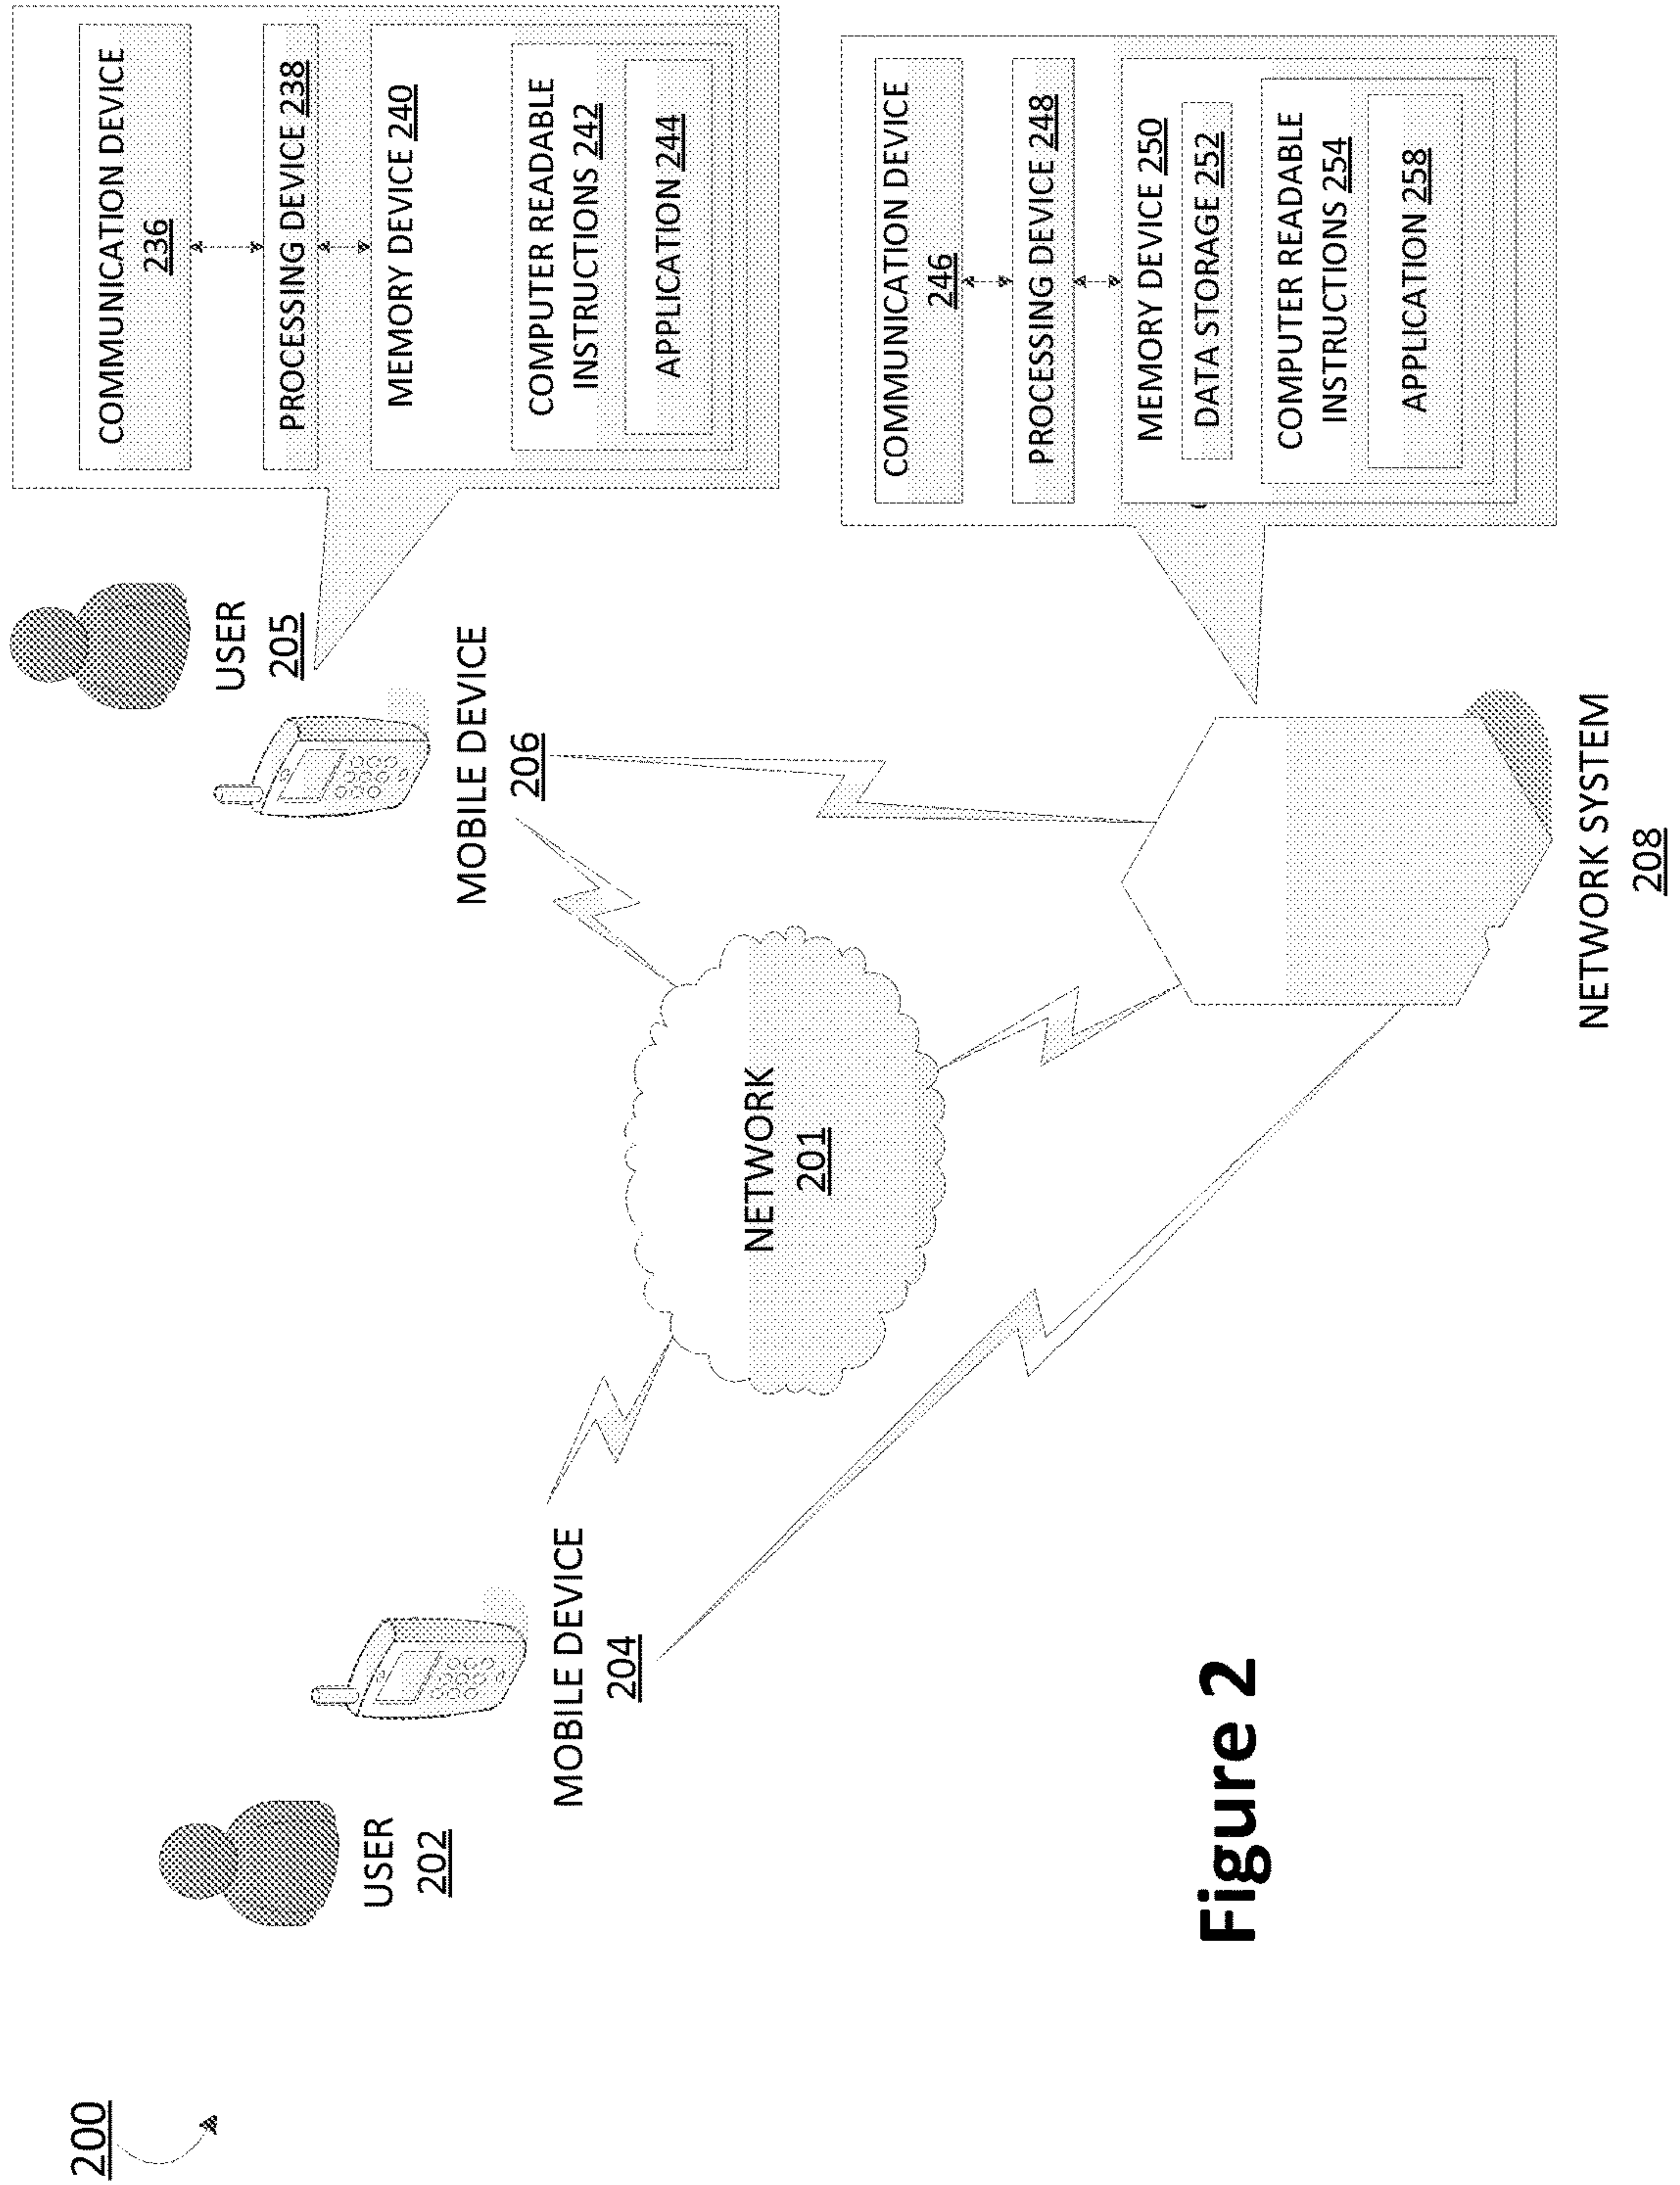 200
USER
202
MOBILE DEVICE
204
NETWORK
201
USER
205
MOBILE DEVICE
206
NETWORK SYSTEM
208
COMMUNICATION DEVICE
236
PROCESSING DEVICE 238
MEMORY DEVICE 240
COMPUTER READABLE
INSTRUCTIONS 242
APPLICATION 244
COMMUNICATION DEVICE
246
PROCESSING DEVICE 248
MEMORY DEVICE 250
DATA STORAGE 252
COMPUTER READABLE
INSTRUCTIONS 254
APPLICATION 258
Figure 2